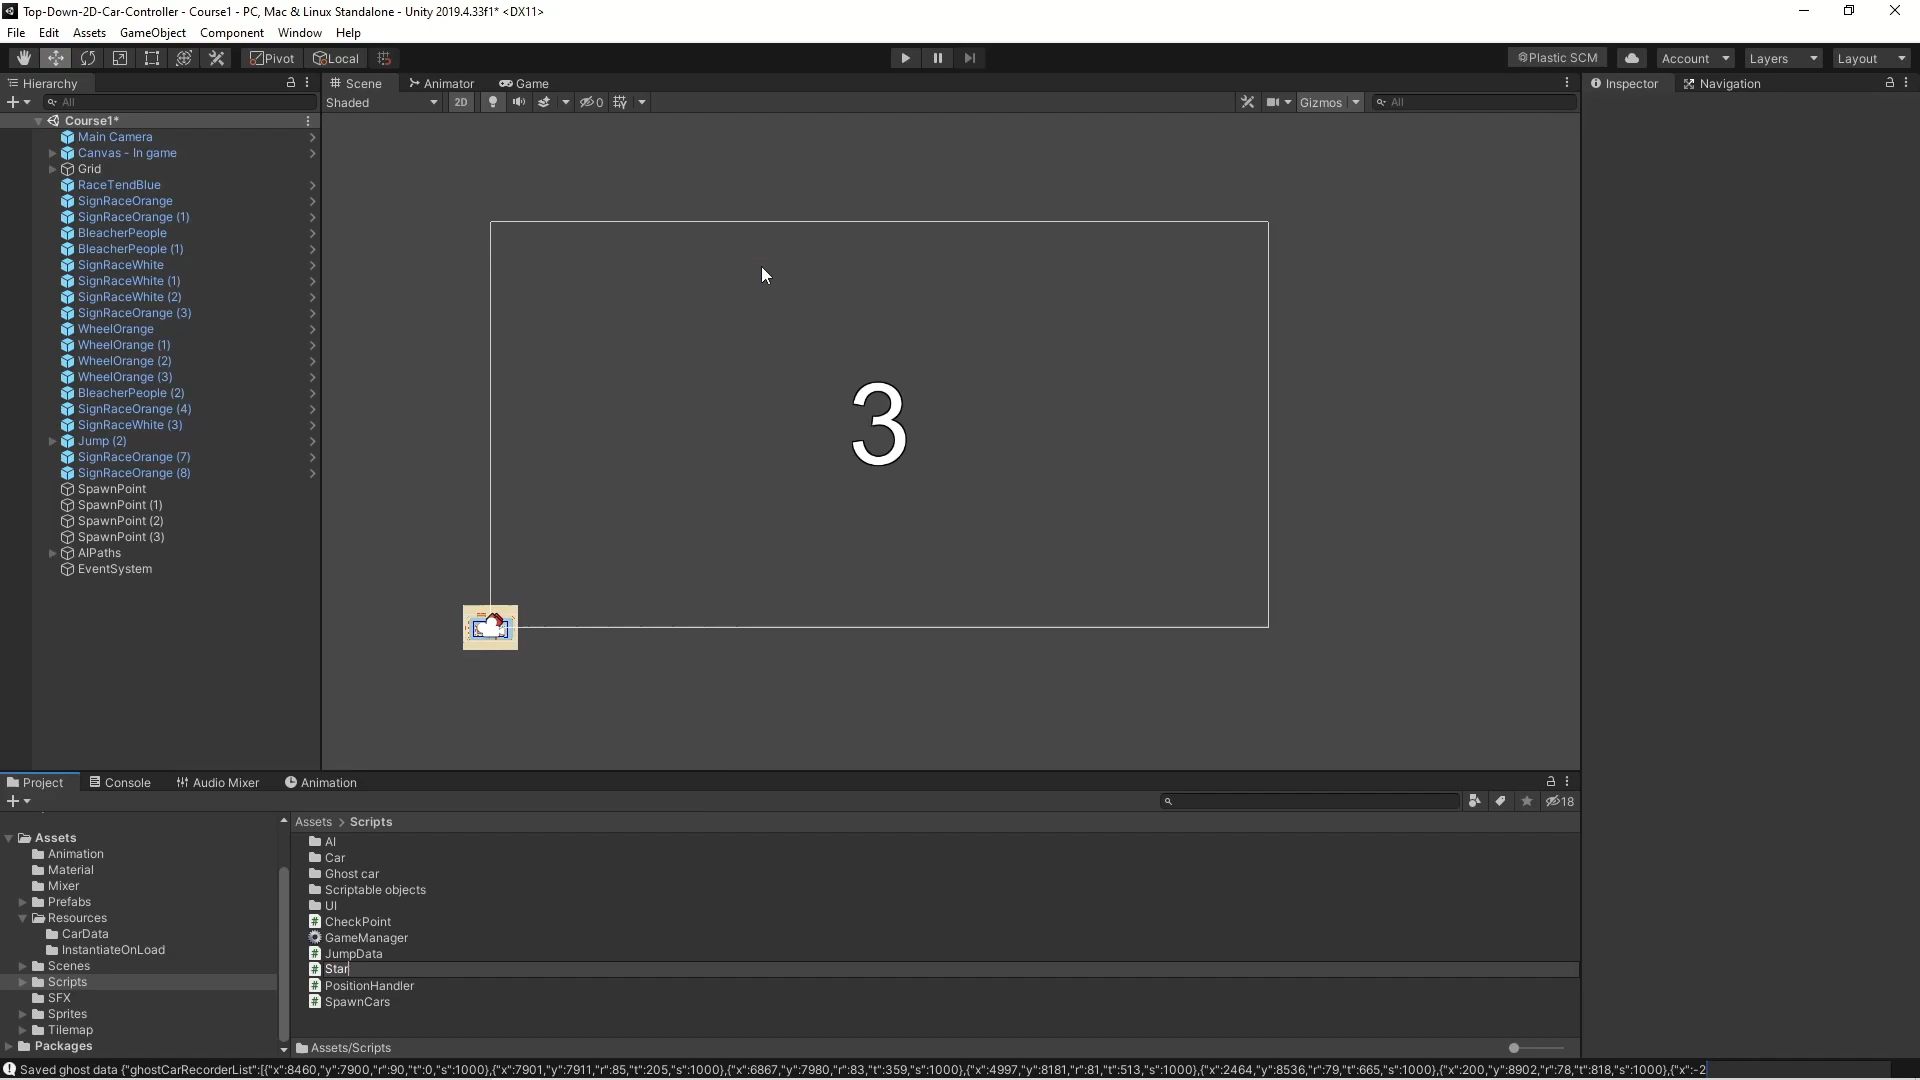 Top-Down-2D-Car-Controller - Course1 - PC, Mac & Linux Standalone - Unity 2019.4.33f1* <DX11>
File Edit Assets GameObject Component Window Help
Pivot Local Plastic SCM Account Layers Layout
Hierarchy Scene Animator Game Inspector Navigation
All Shaded 2D 0 Gizmos All
Course1*
Main Camera
Canvas - In game
Grid
RaceTendBlue
SignRaceOrange
SignRaceOrange (1)
BleacherPeople
BleacherPeople (1)
SignRaceWhite
SignRaceWhite (1)
SignRaceWhite (2)
SignRaceOrange (3)
WheelOrange
WheelOrange (1)
WheelOrange (2)
WheelOrange (3)
BleacherPeople (2)
SignRaceOrange (4)
SignRaceWhite (3)
Jump (2)
SignRaceOrange (7)
SignRaceOrange (8)
SpawnPoint
SpawnPoint (1)
SpawnPoint (2)
SpawnPoint (3)
AIPaths
EventSystem
3
Project Console Audio Mixer Animation
18
Assets
Animation
Material
Mixer
Prefabs
Resources
CarData
InstantiateOnLoad
Scenes
Scripts
SFX
Sprites
Tilemap
Packages
Assets > Scripts
AI
Car
Ghost car
Scriptable objects
UI
CheckPoint
GameManager
JumpData
Star
PositionHandler
SpawnCars
Assets/Scripts
Saved ghost data {"ghostCarRecorderList":[{"x":8460,"y":7900,"r":90,"t":0,"s":1000},{"x":7901,"y":7911,"r":85,"t":205,"s":1000},{"x":6867,"y":7980,"r":83,"t":359,"s":1000},{"x":4997,"y":8181,"r":81,"t":513,"s":1000},{"x":2464,"y":8536,"r":79,"t":665,"s":1000},{"x":200,"y":8902,"r":78,"t":818,"s":1000},{"x":-2